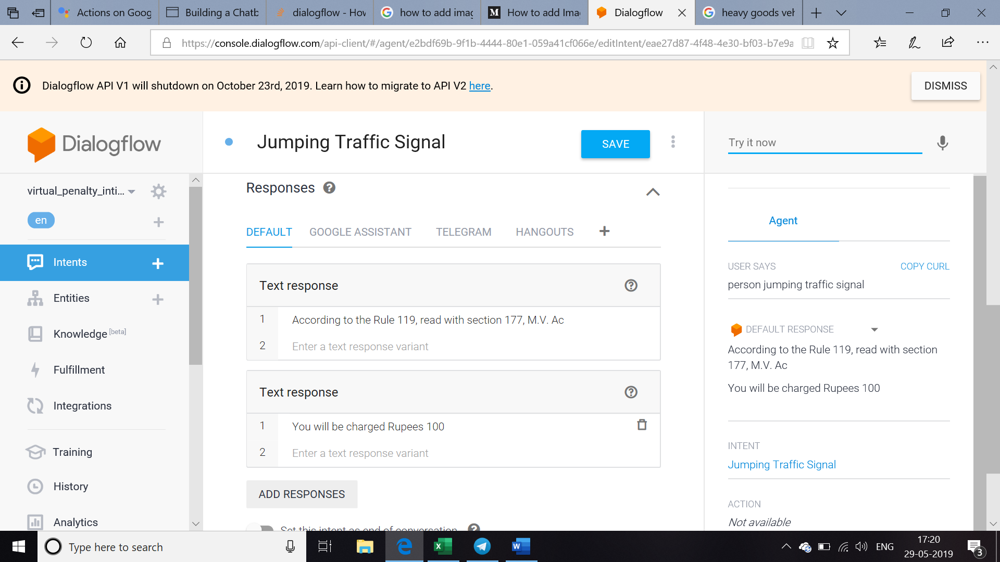 Actions on Goog
Building a Chatb
dialogflow - Hov
how to add imag
How to add Imag
Dialogflow
heavy goods veh
https://console.dialogflow.com/api-client/#/agent/e2bdf69b-9f1b-4444-80e1-059a41cf066e/editIntent/eae27d87-4f48-4e30-bf03-b7e9a
Dialogflow API V1 will shutdown on October 23rd, 2019. Learn how to migrate to API V2 here.
DISMISS
Dialogflow
Jumping Traffic Signal
SAVE
Try it now
virtual_penalty_inti...
en
Intents
Entities
Knowledge [beta]
Fulfillment
Integrations
Training
History
Analytics
Responses
DEFAULT
GOOGLE ASSISTANT
TELEGRAM
HANGOUTS
Text response
1 According to the Rule 119, read with section 177, M.V. Ac
2 Enter a text response variant
Text response
1 You will be charged Rupees 100
2 Enter a text response variant
ADD RESPONSES
Set this intent as end of conversation
Agent
USER SAYS
COPY CURL
person jumping traffic signal
DEFAULT RESPONSE
According to the Rule 119, read with section
177, M.V. Ac
You will be charged Rupees 100
INTENT
Jumping Traffic Signal
ACTION
Not available
Type here to search
ENG
17:20
29-05-2019
3